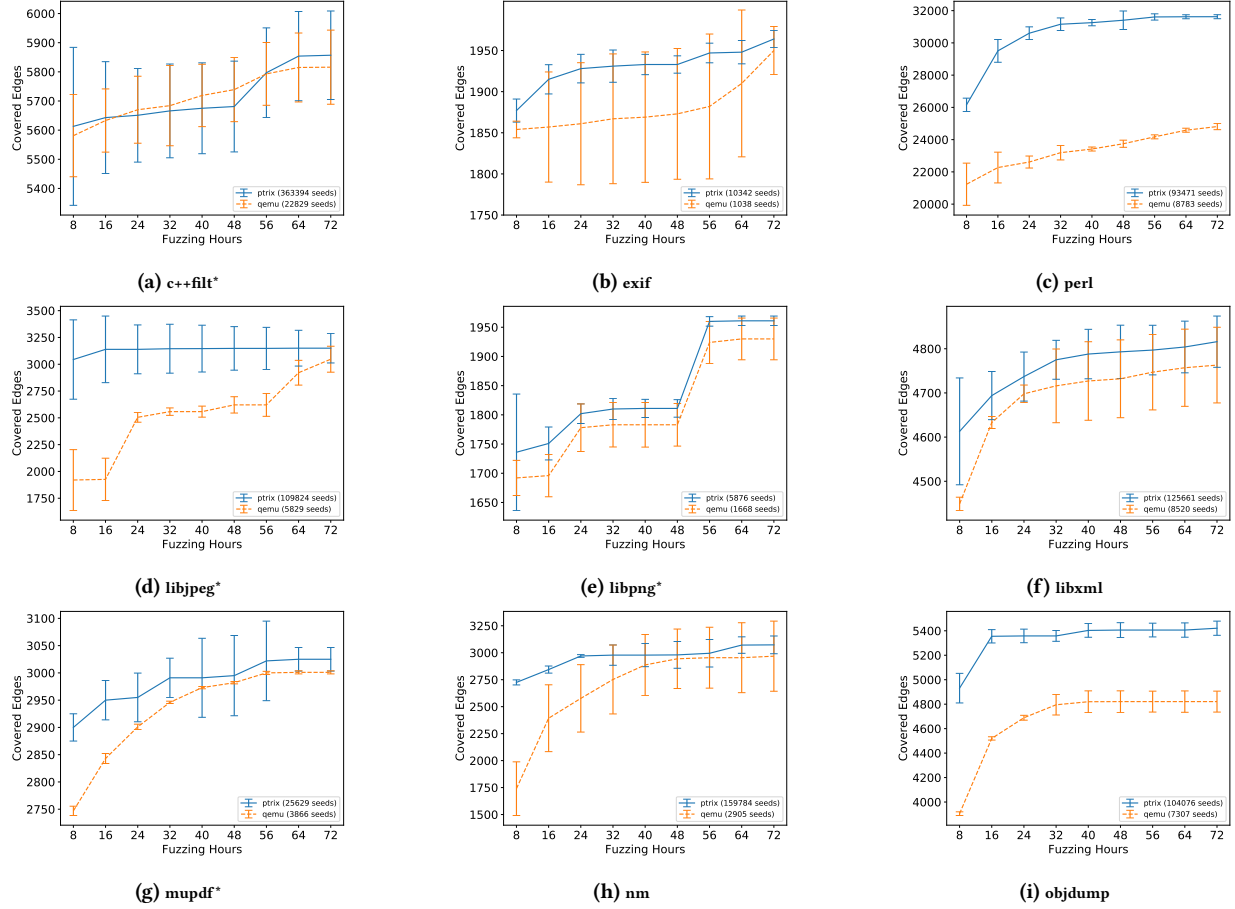 6000
5900
5800
5700
5600
5500
5400
Covered Edges
8 16 24 32 40 48 56 64 72
Fuzzing Hours
ptrix (363394 seeds)
qemu (22829 seeds)
(a) c++filt*
1950
1900
1850
1800
1750
Covered Edges
8 16 24 32 40 48 56 64 72
Fuzzing Hours
ptrix (10342 seeds)
qemu (1038 seeds)
(b) exif
32000
30000
28000
26000
24000
22000
20000
Covered Edges
8 16 24 32 40 48 56 64 72
Fuzzing Hours
ptrix (93471 seeds)
qemu (8783 seeds)
(c) perl
3500
3250
3000
2750
2500
2250
2000
1750
Covered Edges
8 16 24 32 40 48 56 64 72
Fuzzing Hours
ptrix (109824 seeds)
qemu (5829 seeds)
(d) libjpeg*
1950
1900
1850
1800
1750
1700
1650
Covered Edges
8 16 24 32 40 48 56 64 72
Fuzzing Hours
ptrix (5876 seeds)
qemu (1668 seeds)
(e) libpng*
4800
4700
4600
4500
Covered Edges
8 16 24 32 40 48 56 64 72
Fuzzing Hours
ptrix (125661 seeds)
qemu (8520 seeds)
(f) libxml
3100
3050
3000
2950
2900
2850
2800
2750
Covered Edges
8 16 24 32 40 48 56 64 72
Fuzzing Hours
ptrix (25629 seeds)
qemu (3866 seeds)
(g) mupdf*
3250
3000
2750
2500
2250
2000
1750
1500
Covered Edges
8 16 24 32 40 48 56 64 72
Fuzzing Hours
ptrix (159784 seeds)
qemu (2905 seeds)
(h) nm
5400
5200
5000
4800
4600
4400
4200
4000
Covered Edges
8 16 24 32 40 48 56 64 72
Fuzzing Hours
ptrix (104076 seeds)
qemu (7307 seeds)
(i) objdump